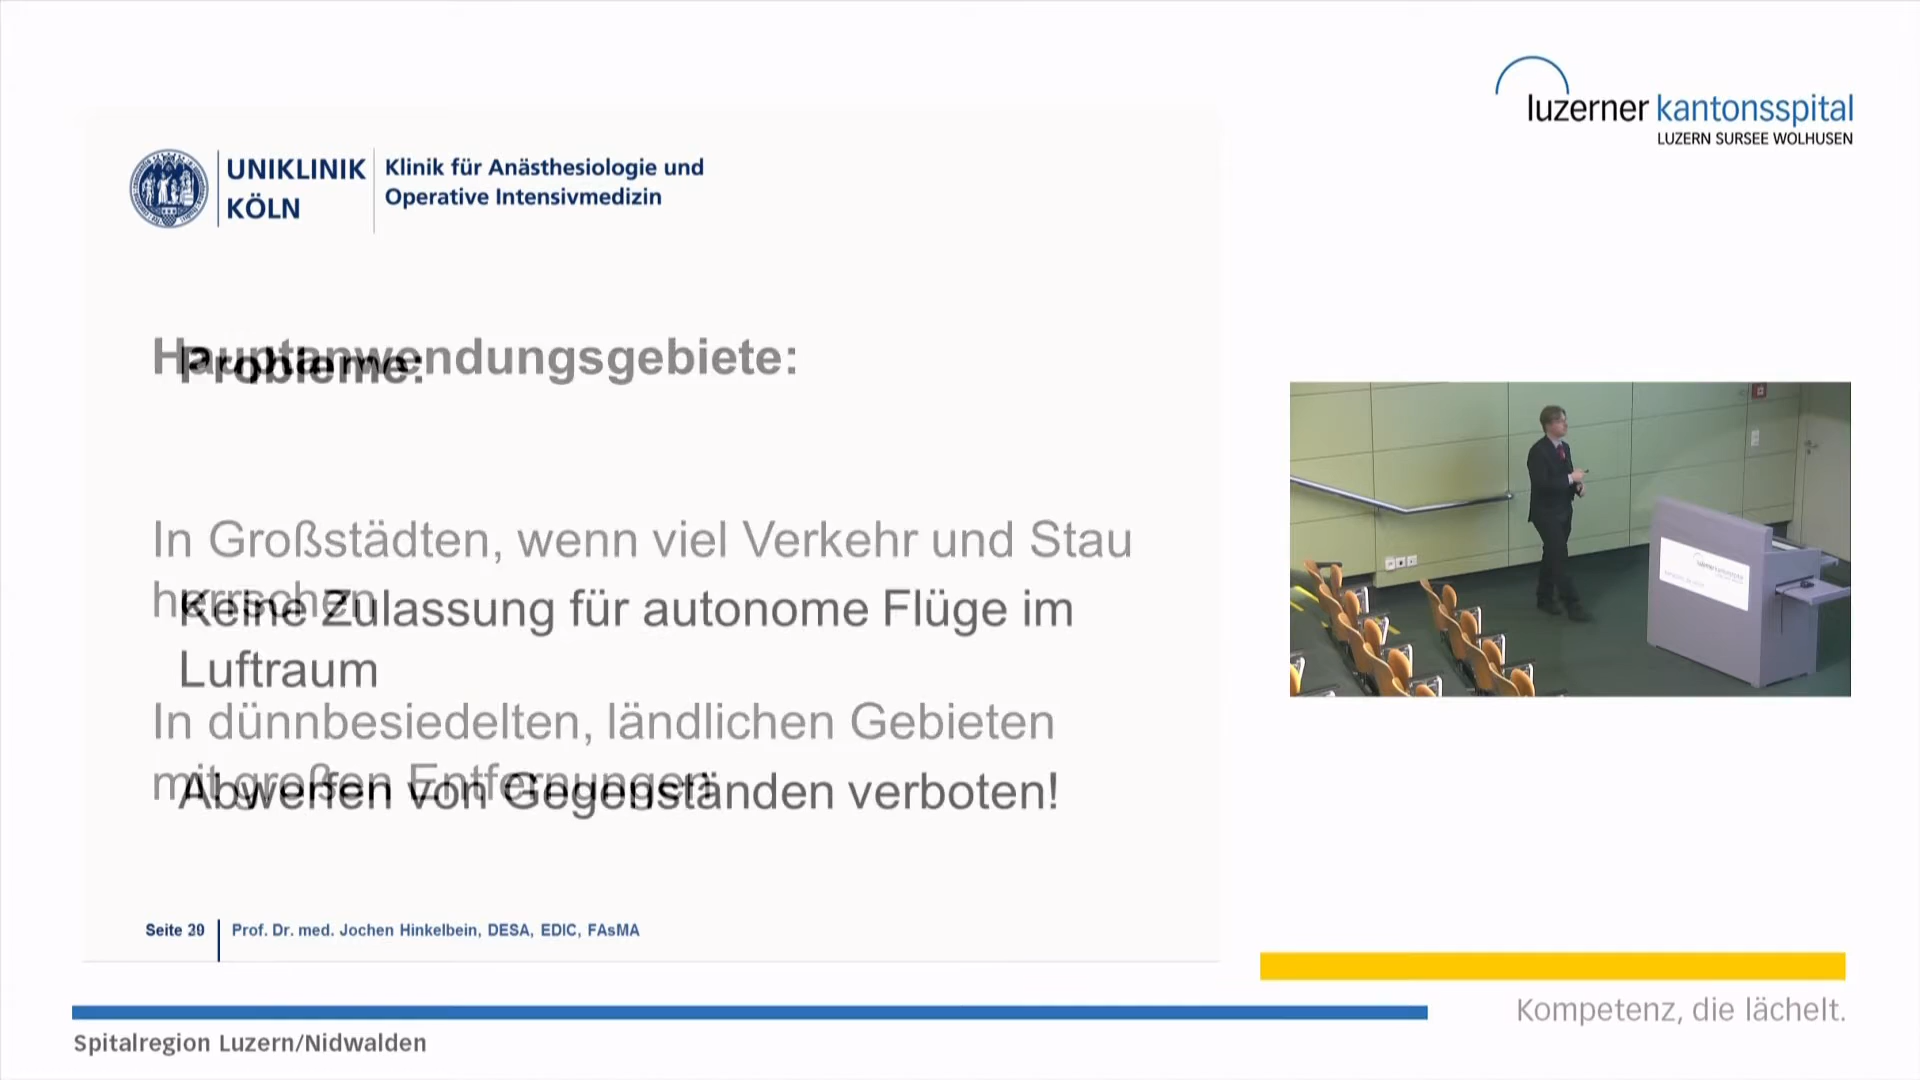 luzerner kantonsspital
LUZERN SURSEE WOLHUSEN
UNIKLINIK
KÖLN
Klinik für Anästhesiologie und
Operative Intensivmedizin
Hauptanwendungsgebiete:
Probleme:
In Großstädten, wenn viel Verkehr und Stau
herrschen
Keine Zulassung für autonome Flüge im
Luftraum
In dünnbesiedelten, ländlichen Gebieten
mit großen Entfernungen
Abwerfen von Gegenständen verboten!
Seite
Prof. Dr. med. Jochen Hinkelbein, DESA, EDIC, FAsMA
Kompetenz, die lächelt.
Spitalregion Luzern/Nidwalden